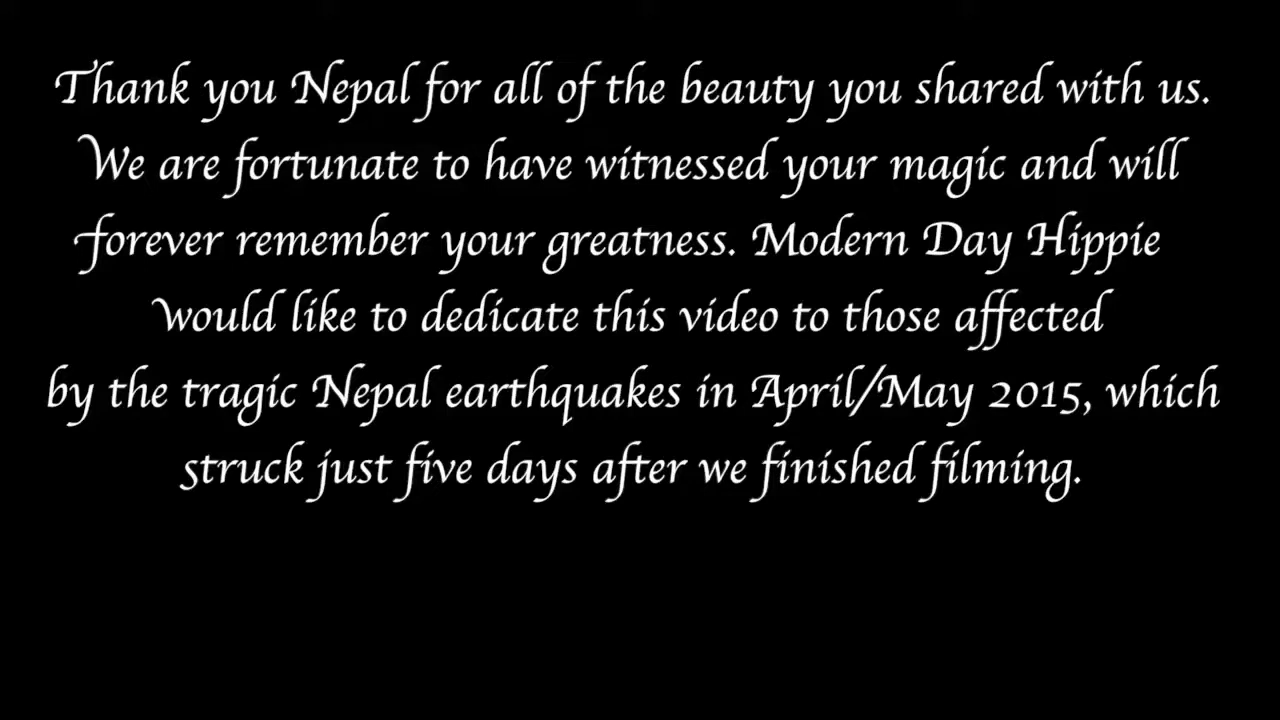 Thank you Nepal for all of the beauty you shared with us.
We are fortunate to have witnessed your magic and will
forever remember your greatness. Modern Day Hippie
would like to dedicate this video to those affected
by the tragic Nepal earthquakes in April/May 2015, which
struck just five days after we finished filming.